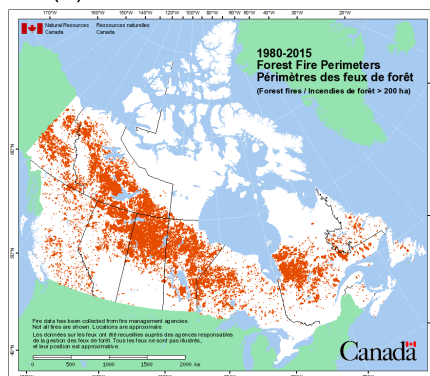 170°W 160°W 150°W 140°W 120°W 90°W 60°W 40°W 30°W 20°W
Natural Resources Canada
Ressources naturelles Canada
1980-2015
Forest Fire Perimeters
Périmètres des feux de forêt
(Forest fires / Incendies de forêt > 200 ha)
60°N
50°N
40°N
Fire data has been collected from fire management agencies.
Not all fires are shown. Locations are approximate.
Les données sur les feux ont été recueillies auprès des agences responsables
de la gestion des feux de forêt. Tous les feux ne sont pas illustrés,
et leur position est approximative.
0 500 1000 1500 2000 km
Canada